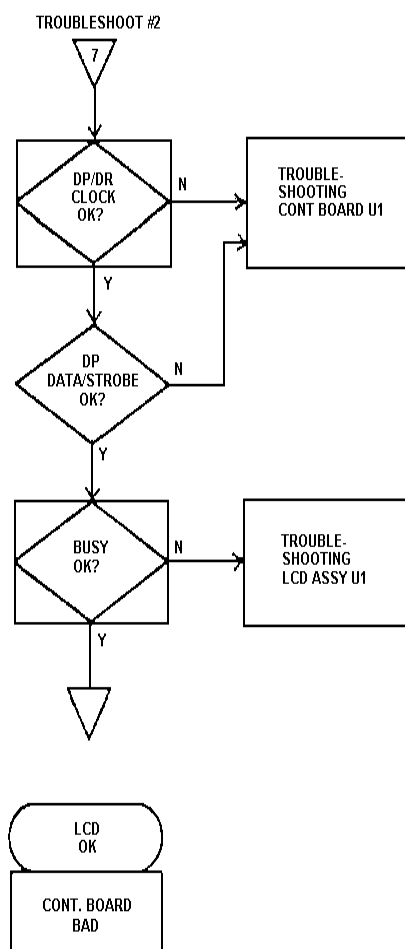 TROUBLESHOOT #2
7
DP/DR
CLOCK
OK?
N
TROUBLE-
SHOOTING
CONT BOARD U1
Y
DP
DATA/STROBE
OK?
N
Y
BUSY
OK?
N
TROUBLE-
SHOOTING
LCD ASSY U1
Y
LCD
OK
CONT. BOARD
BAD